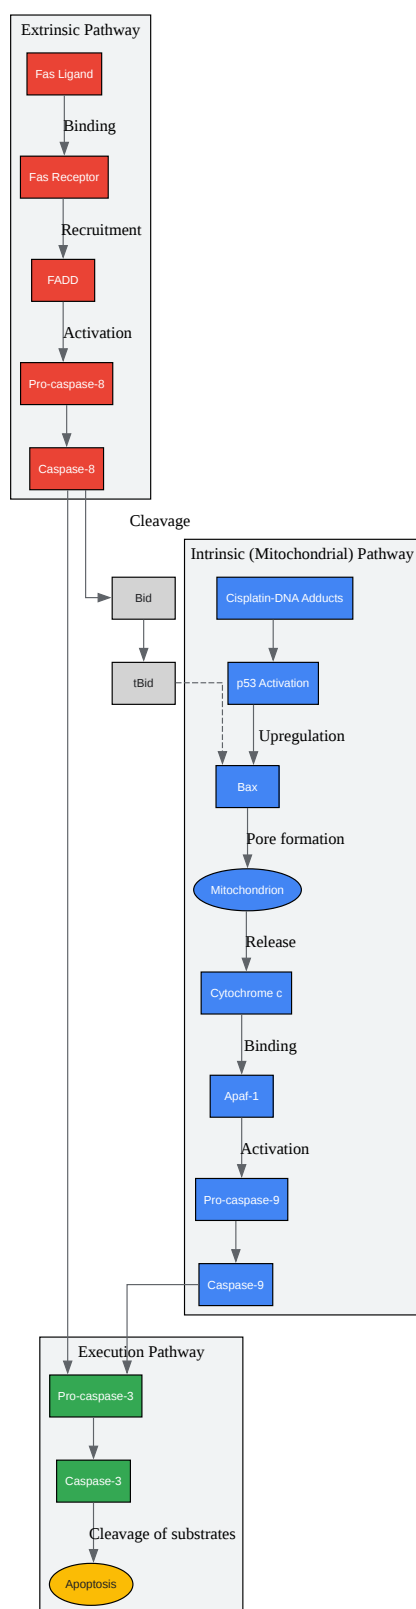 Extrinsic Pathway
Fas Ligand
Binding
Fas Receptor
Recruitment
FADD
Activation
Pro-caspase-8
Caspase-8
Cleavage
Intrinsic (Mitochondrial) Pathway
Bid
Cisplatin-DNA Adducts
tBid
p53 Activation
Upregulation
Bax
Pore formation
Mitochondrion
Release
Cytochrome c
Binding
Apaf-1
Activation
Pro-caspase-9
Caspase-9
Execution Pathway
Pro-caspase-3
Caspase-3
Cleavage of substrates
Apoptosis